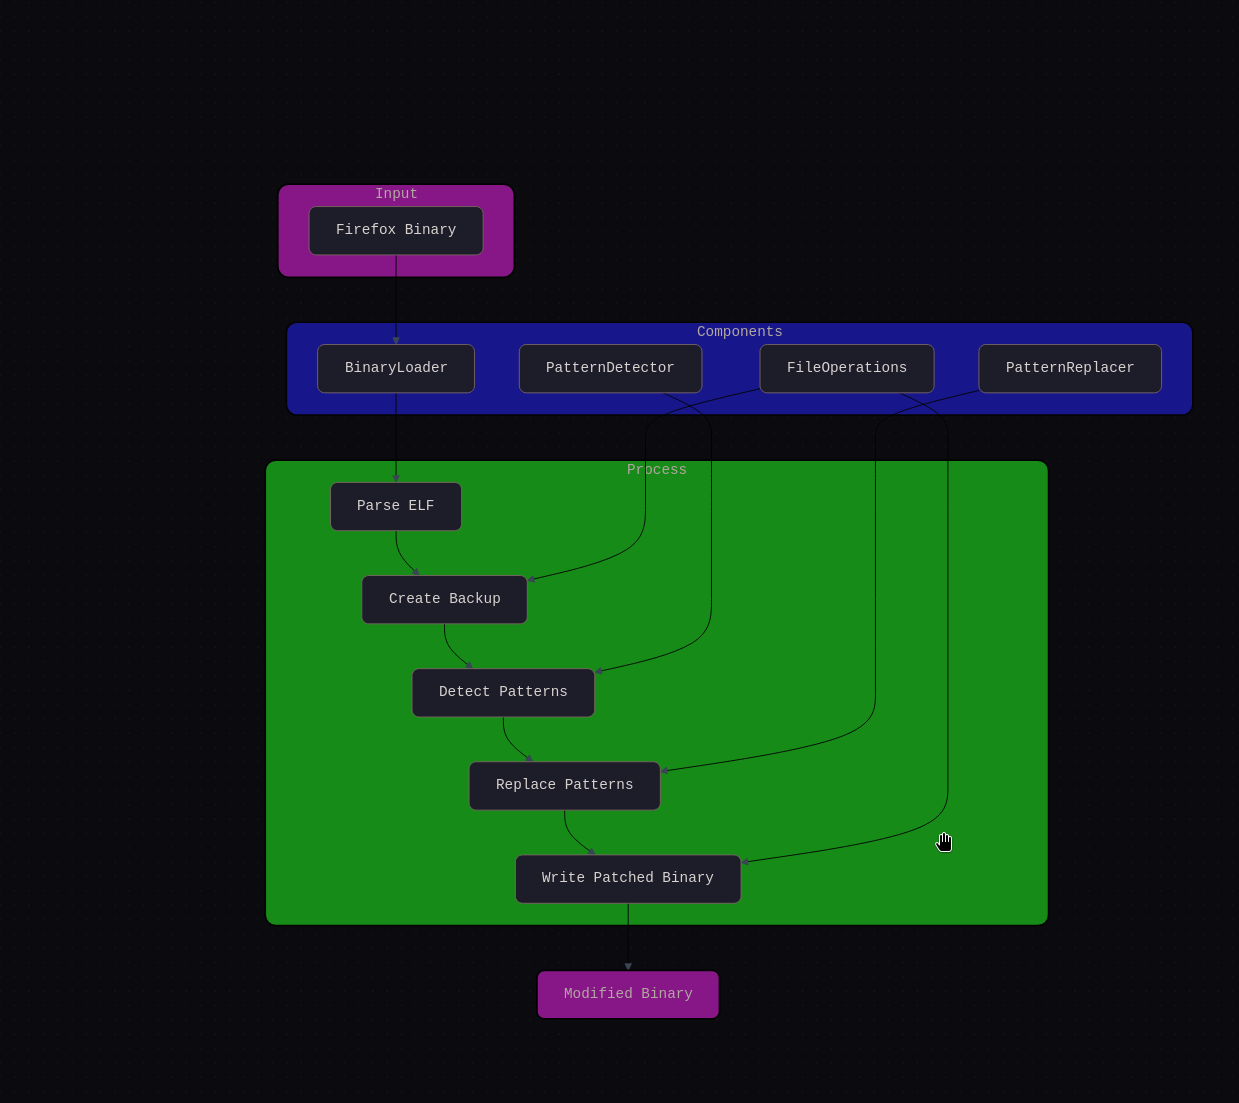 Input
Firefox Binary
Components
BinaryLoader
PatternDetector
FileOperations
PatternReplacer
Process
Parse ELF
Create Backup
Detect Patterns
Replace Patterns
Write Patched Binary
Modified Binary